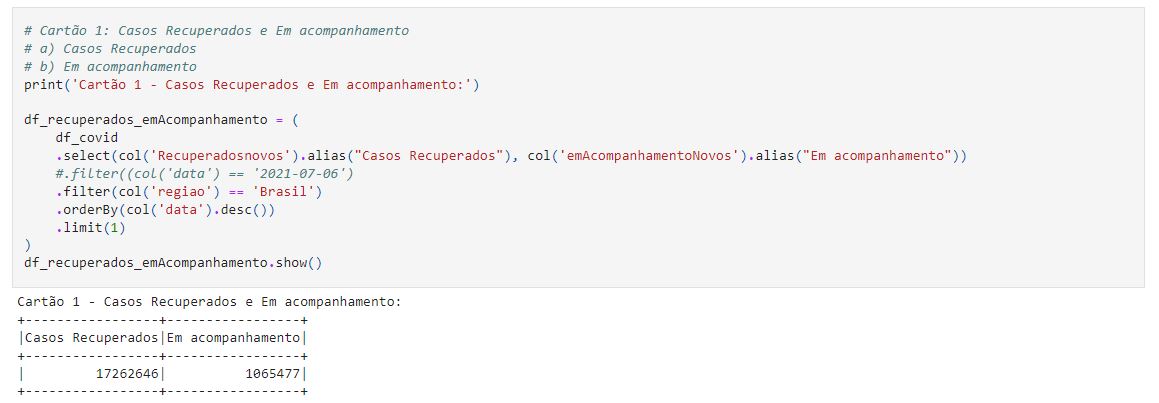 # Cartão 1: Casos Recuperados e Em acompanhamento
# a) Casos Recuperados
# b) Em acompanhamento
print('Cartão 1 - Casos Recuperados e Em acompanhamento:')
df_recuperados_emAcompanhamento = (
df_covid
.select(col('Recuperadosnovos').alias("Casos Recuperados"), col('emAcompanhamentoNovos').alias("Em acompanhamento"))
#.filter((col('data') == '2021-07-06')
.filter(col('regiao') == 'Brasil')
.orderBy(col('data').desc())
.limit(1)
)
df_recuperados_emAcompanhamento.show()
Cartão 1 - Casos Recuperados e Em acompanhamento:
+-----------------+-----------------+
|Casos Recuperados|Em acompanhamento|
+-----------------+-----------------+
|         17262646|          1065477|
+-----------------+-----------------+